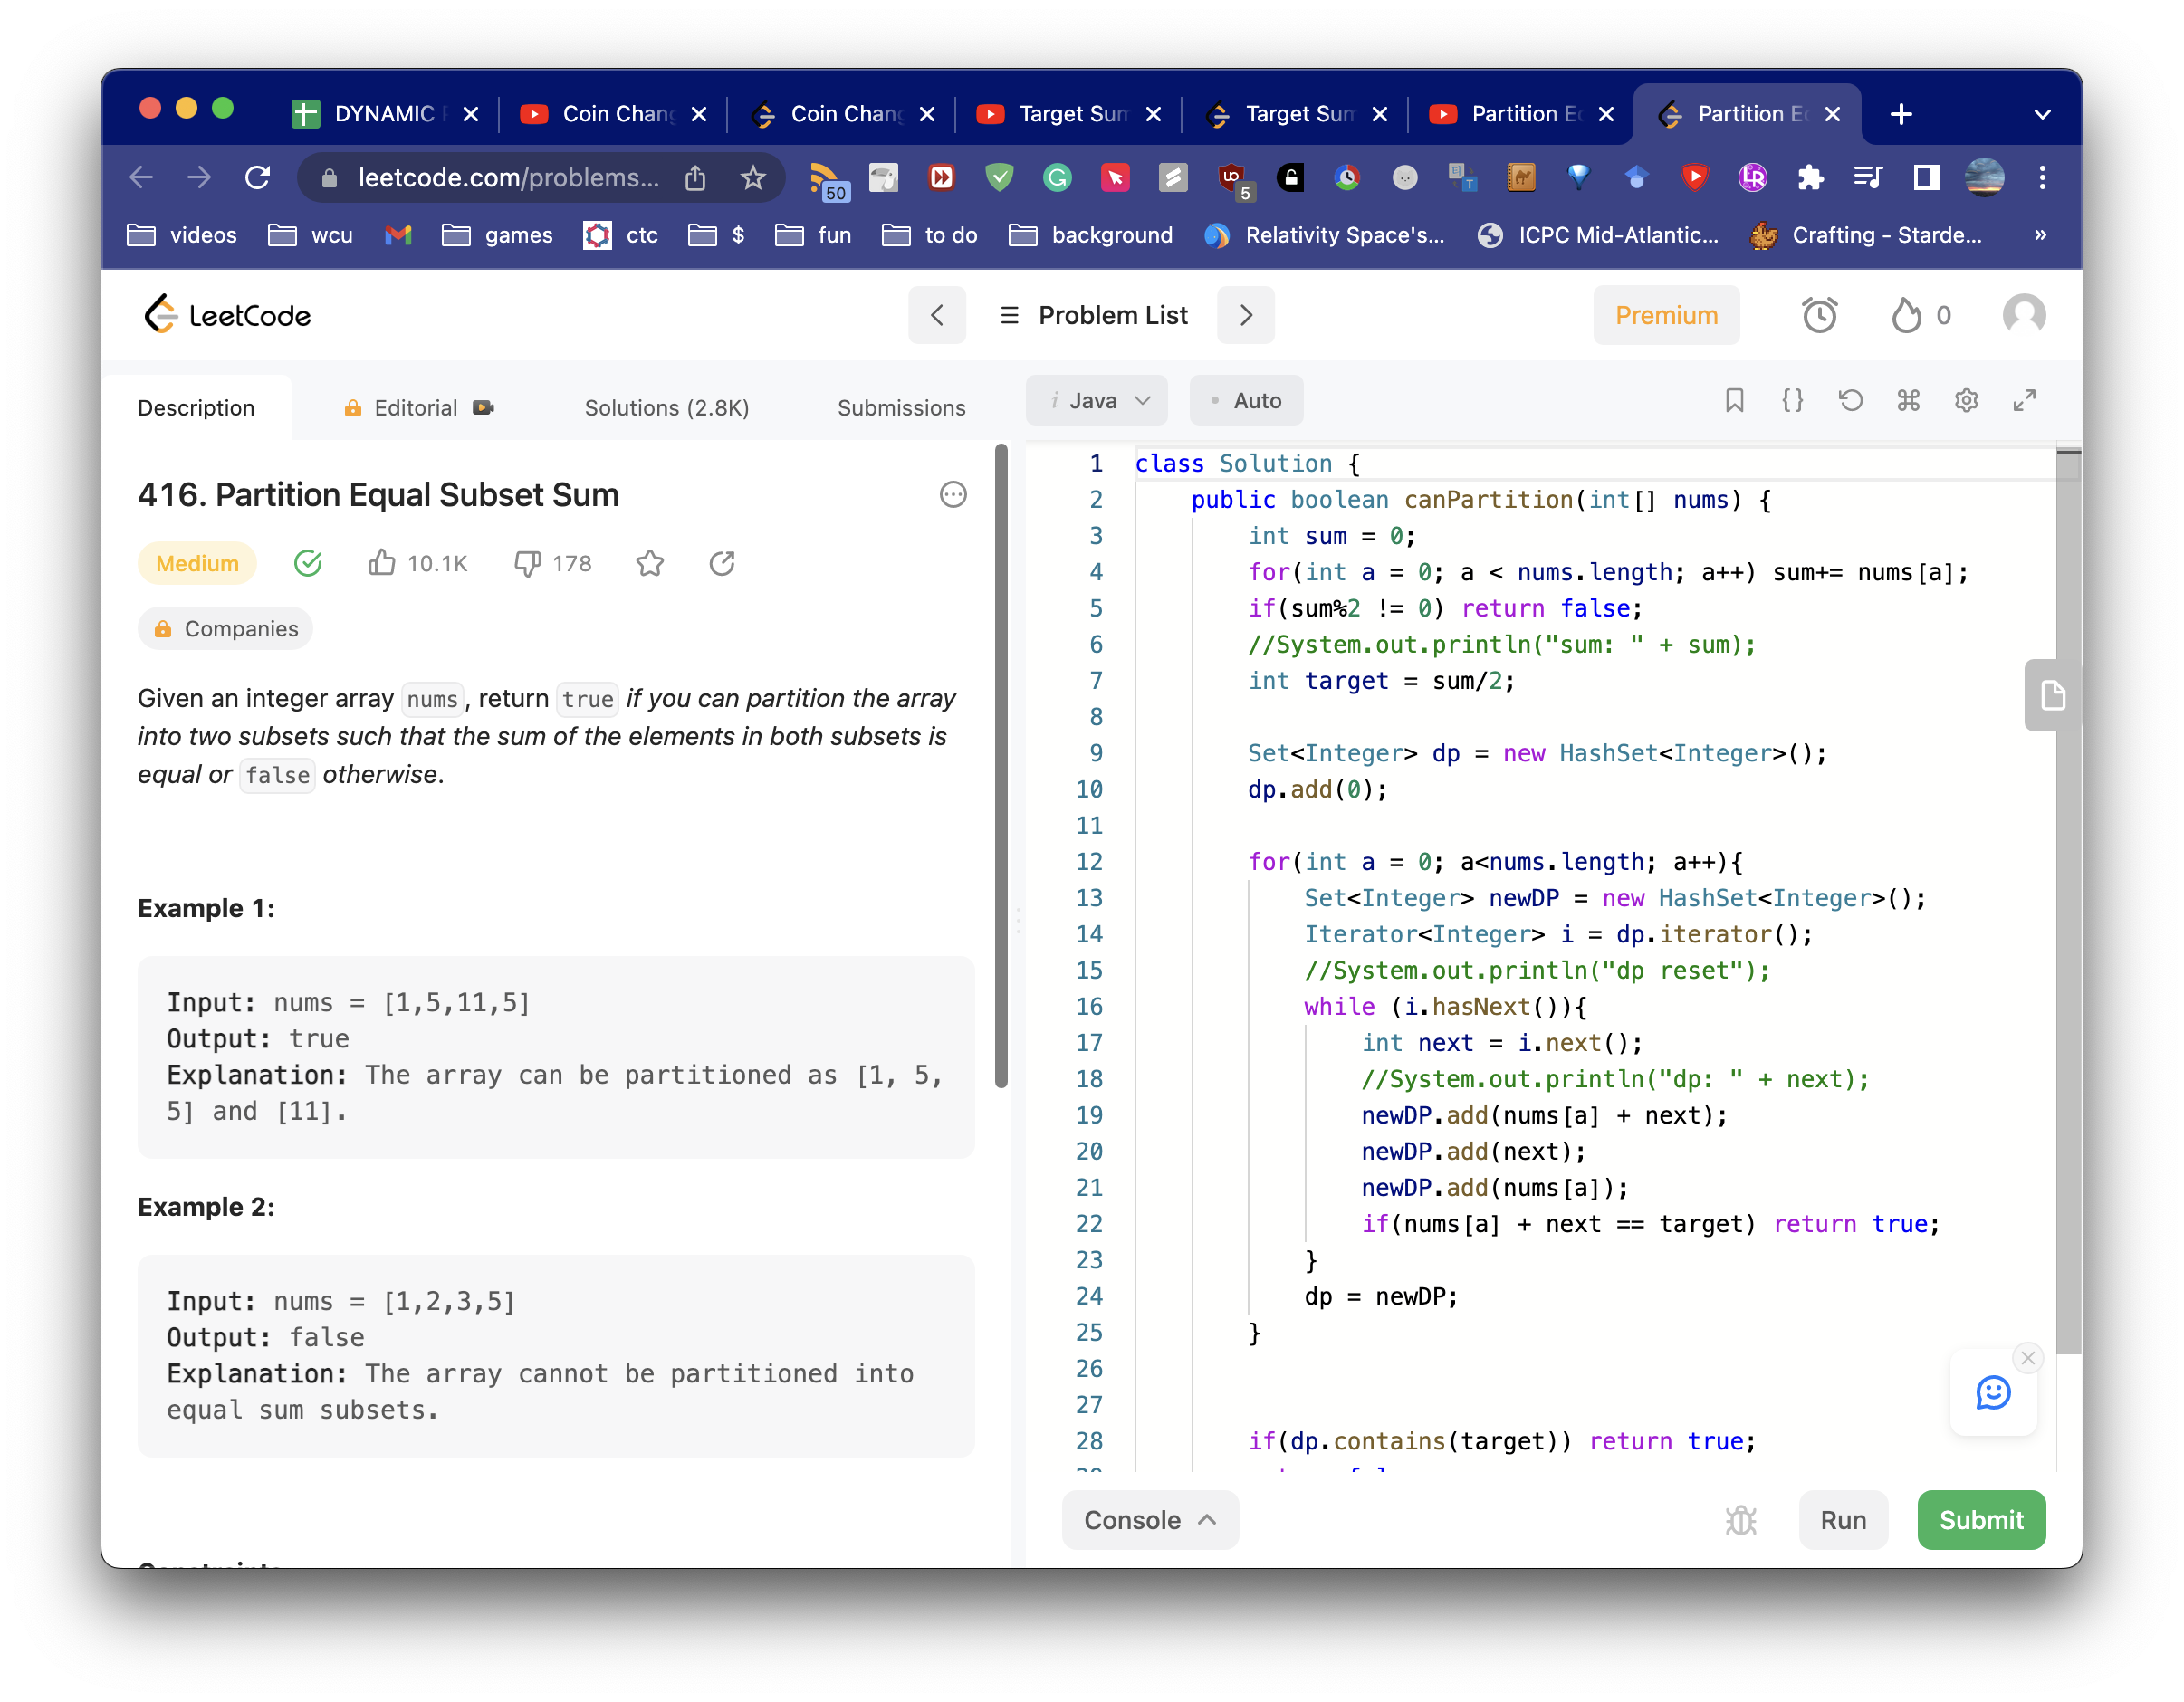 DYNAMIC
Coin Chang
Coin Chang
Target Sum
Target Sum
Partition Eq
Partition Eq
leetcode.com/problems...
50
5
videos
wcu
games
ctc
$
fun
to do
background
Relativity Space's...
ICPC Mid-Atlantic...
Crafting - Starde...
»
LeetCode
Problem List
Premium
0
Description
Editorial
Solutions (2.8K)
Submissions
416. Partition Equal Subset Sum
Medium
10.1K
178
Companies
Given an integer array nums, return true if you can partition the array
into two subsets such that the sum of the elements in both subsets is
equal or false otherwise.
Example 1:
Input: nums = [1,5,11,5]
Output: true
Explanation: The array can be partitioned as [1, 5,
5] and [11].
Example 2:
Input: nums = [1,2,3,5]
Output: false
Explanation: The array cannot be partitioned into
equal sum subsets.
i Java
Auto
{}
1 class Solution {
2 public boolean canPartition(int[] nums) {
3 int sum = 0;
4 for(int a = 0; a < nums.length; a++) sum+= nums[a];
5 if(sum%2 != 0) return false;
6 //System.out.println("sum: " + sum);
7 int target = sum/2;
8
9 Set<Integer> dp = new HashSet<Integer>();
10 dp.add(0);
11
12 for(int a = 0; a<nums.length; a++){
13 Set<Integer> newDP = new HashSet<Integer>();
14 Iterator<Integer> i = dp.iterator();
15 //System.out.println("dp reset");
16 while (i.hasNext()){
17 int next = i.next();
18 //System.out.println("dp: " + next);
19 newDP.add(nums[a] + next);
20 newDP.add(next);
21 newDP.add(nums[a]);
22 if(nums[a] + next == target) return true;
23 }
24 dp = newDP;
25 }
26
27
28 if(dp.contains(target)) return true;
Console
Run
Submit